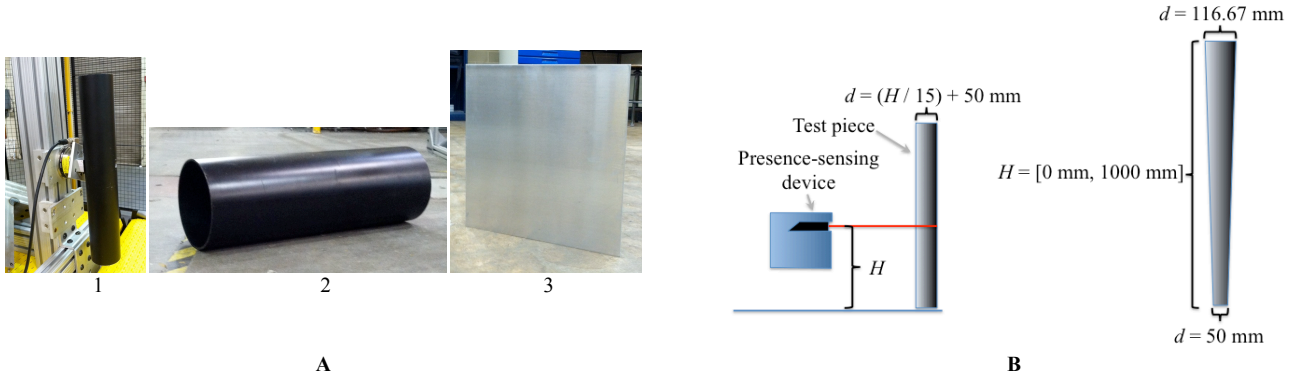 1
2
3
A
d = 116.67 mm
d = (H / 15) + 50 mm
Test piece
Presence-sensing
device
H = [0 mm, 1000 mm]
H
d = 50 mm
B